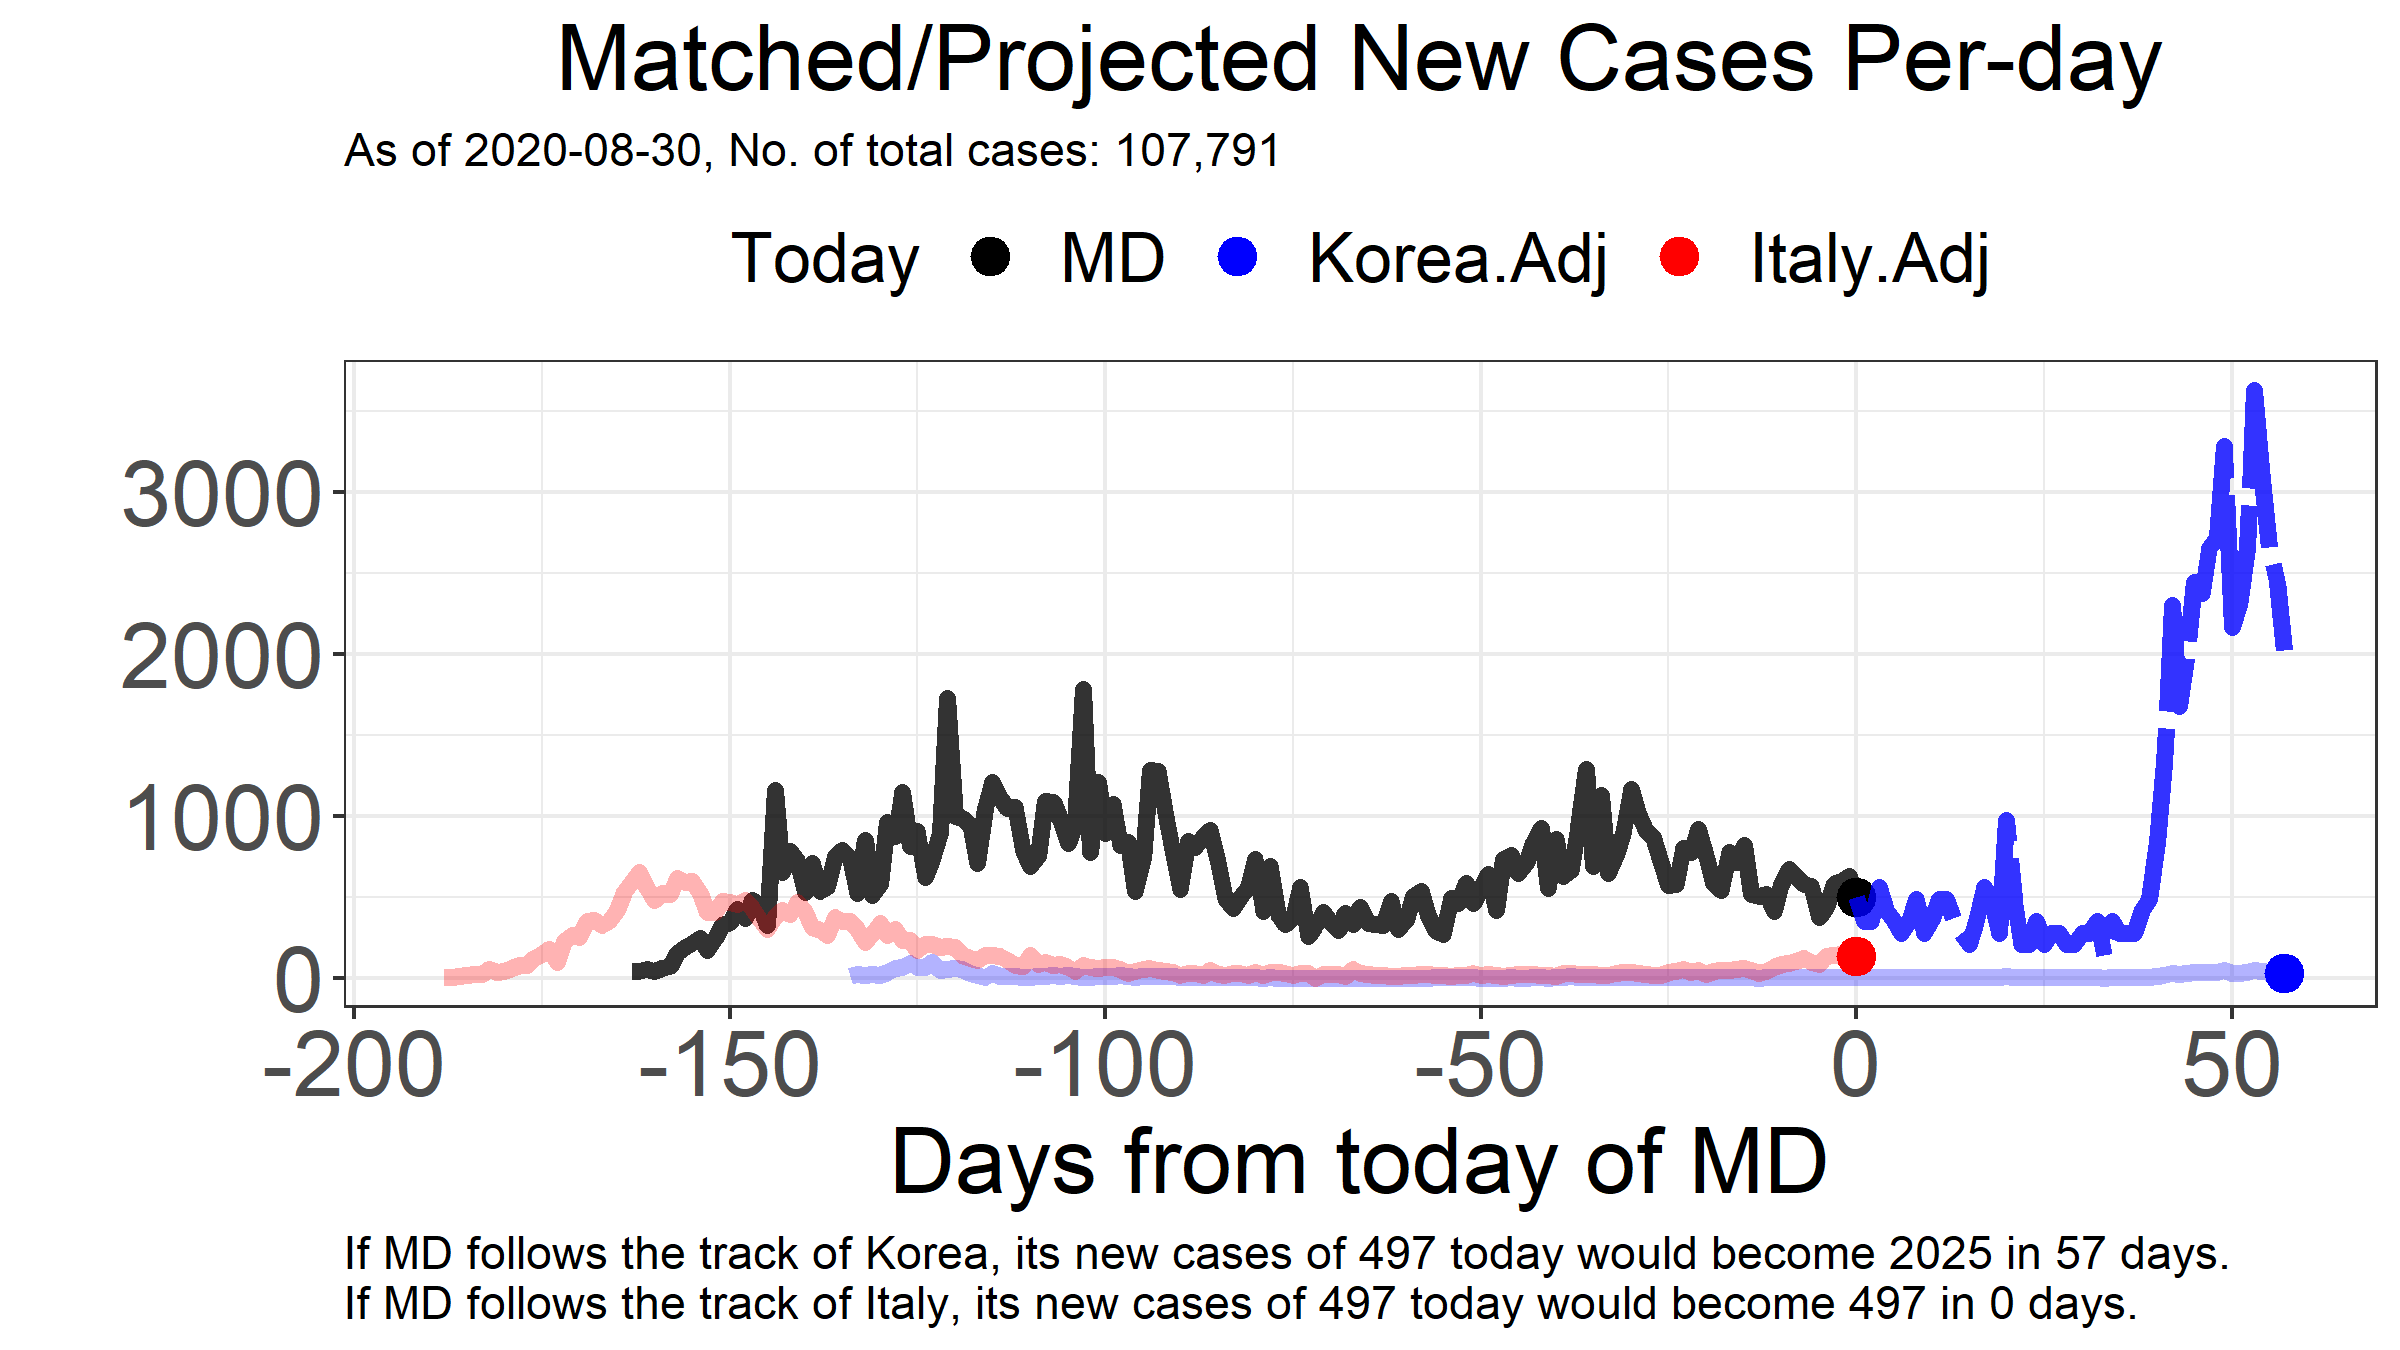 Matched/Projected New Cases Per-day
As of 2020-08-30, No. of total cases: 107,791
Today MD Korea.Adj Italy.Adj
3000
2000
1000
0
-200 -150 -100 -50 0 50
Days from today of MD
If MD follows the track of Korea, its new cases of 497 today would become 2025 in 57 days.
If MD follows the track of Italy, its new cases of 497 today would become 497 in 0 days.